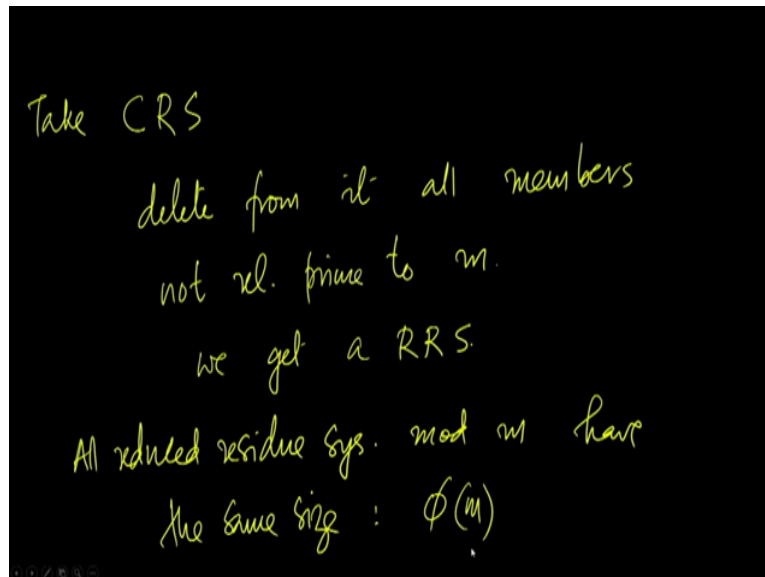 Take CRS
delete from it all members
not rel. prime to m.
we get a RRS.
All reduced residue sys. mod m have
the same size : ϕ(m)